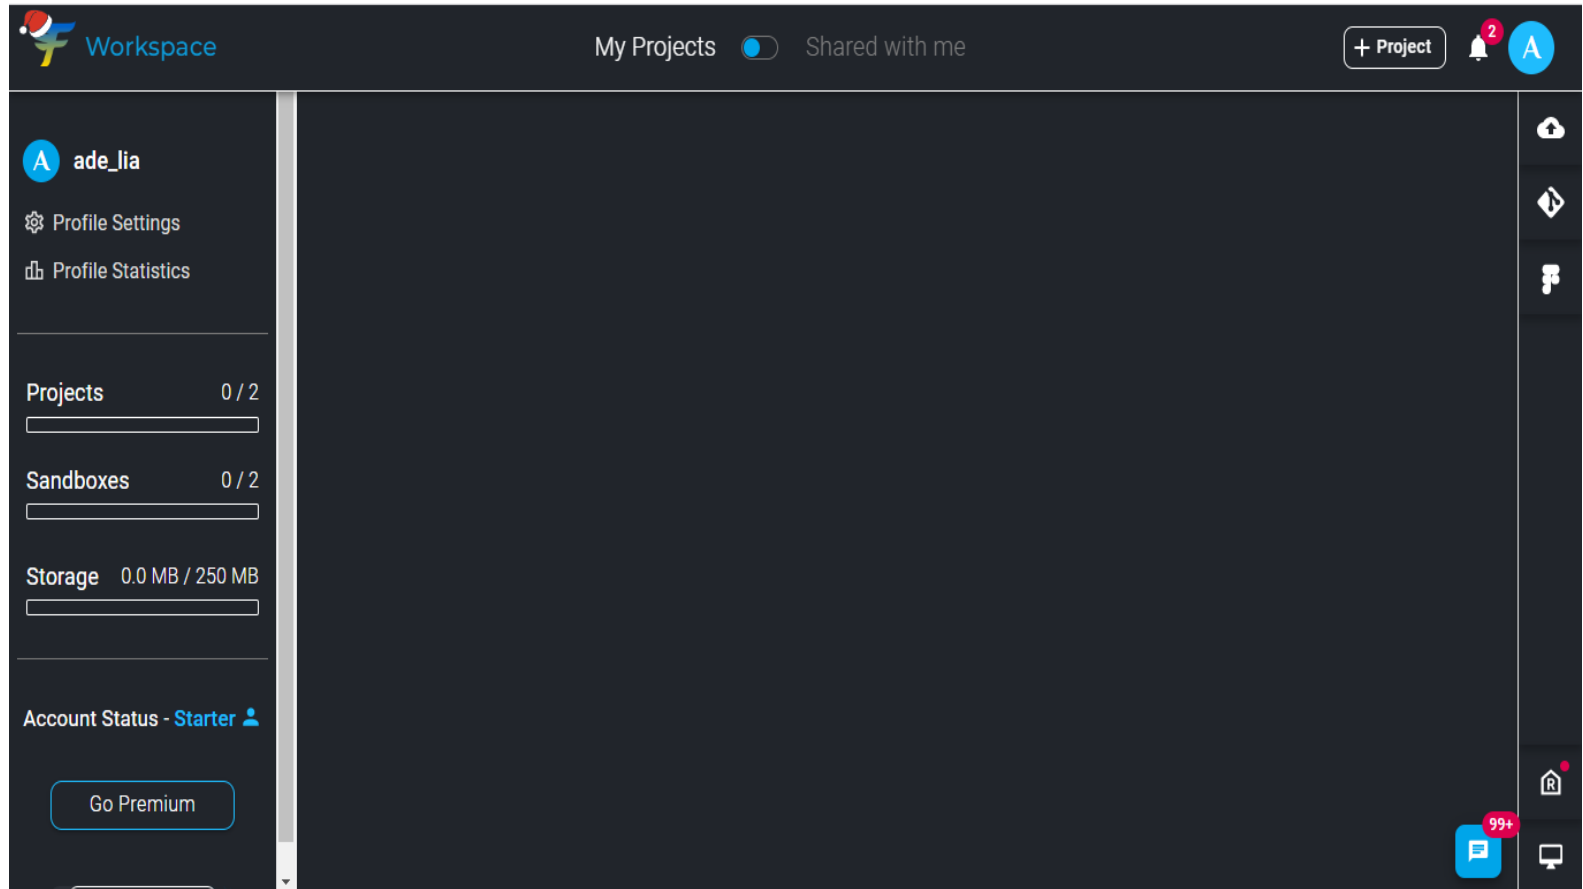 Workspace
My Projects Shared with me
+ Project
2
A
A ade_lia
Profile Settings
Profile Statistics
Projects 0 / 2
Sandboxes 0 / 2
Storage 0.0 MB / 250 MB
Account Status - Starter
Go Premium
R
99+